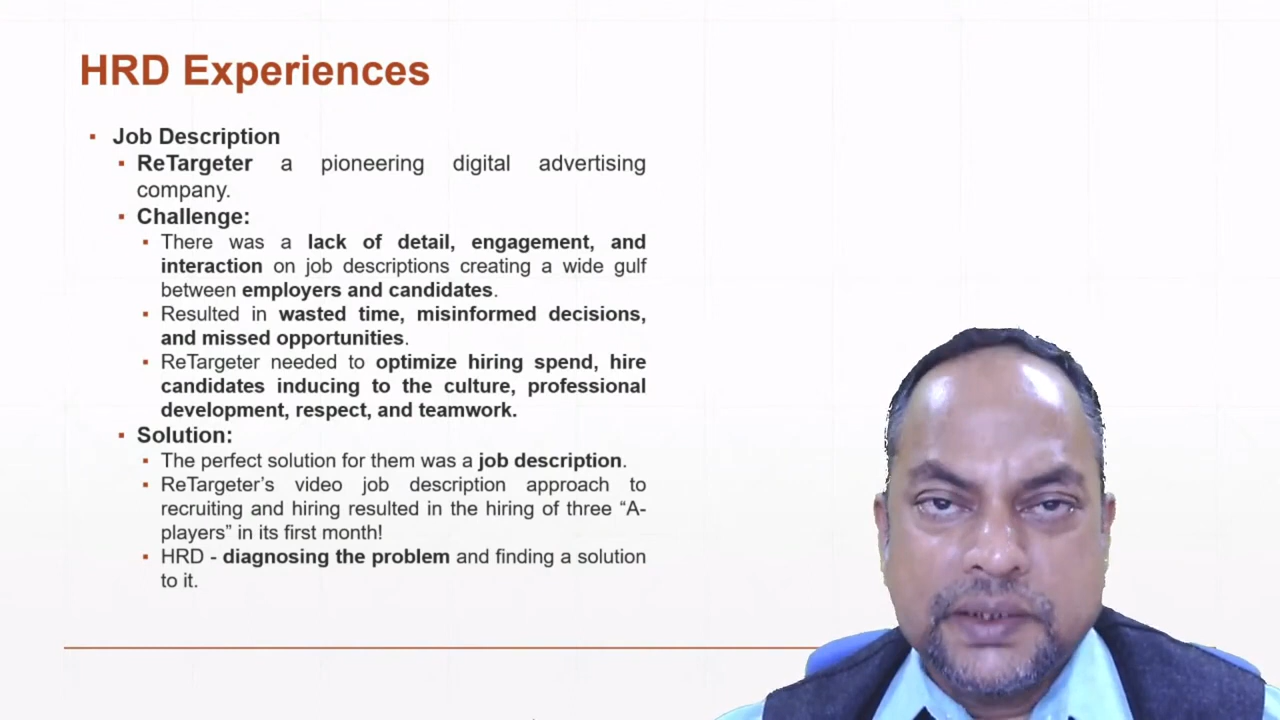 HRD Experiences
▪ Job Description
▪ ReTargeter a pioneering digital advertising
company.
▪ Challenge:
▪ There was a lack of detail, engagement, and
interaction on job descriptions creating a wide gulf
between employers and candidates.
▪ Resulted in wasted time, misinformed decisions,
and missed opportunities.
▪ ReTargeter needed to optimize hiring spend, hire
candidates inducing to the culture, professional
development, respect, and teamwork.
▪ Solution:
▪ The perfect solution for them was a job description.
▪ ReTargeter’s video job description approach to
recruiting and hiring resulted in the hiring of three “A-
players” in its first month!
▪ HRD - diagnosing the problem and finding a solution
to it.